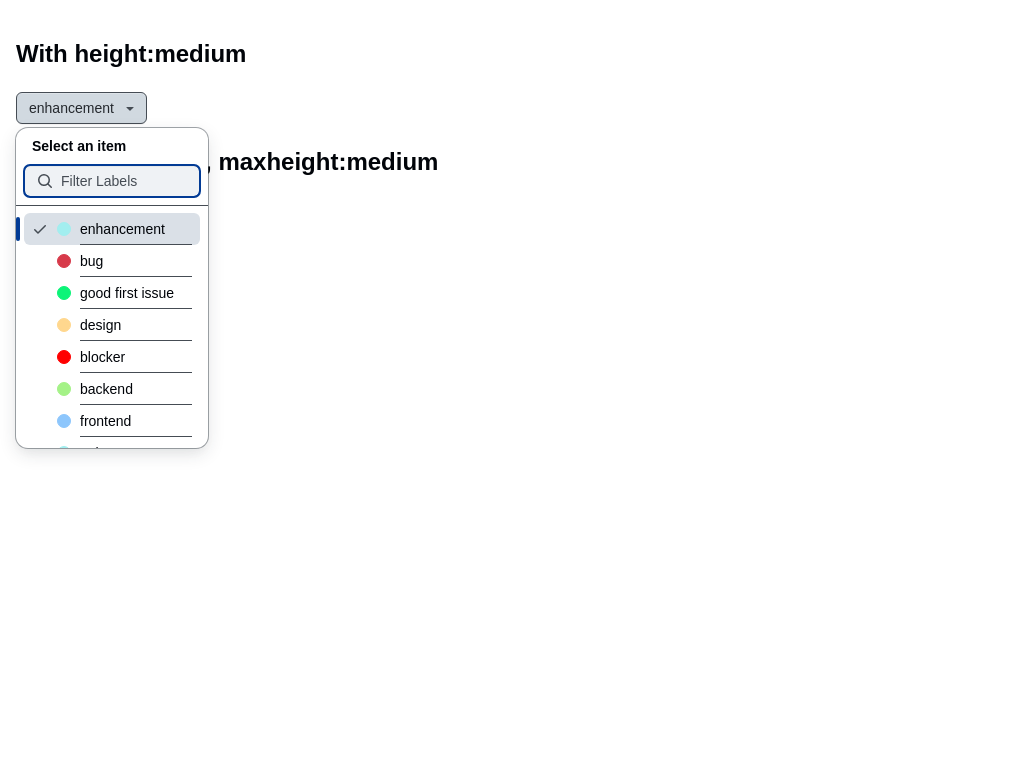 With height:medium
enhancement
Select an item
, maxheight:medium
Filter Labels
enhancement
bug
good first issue
design
blocker
backend
frontend